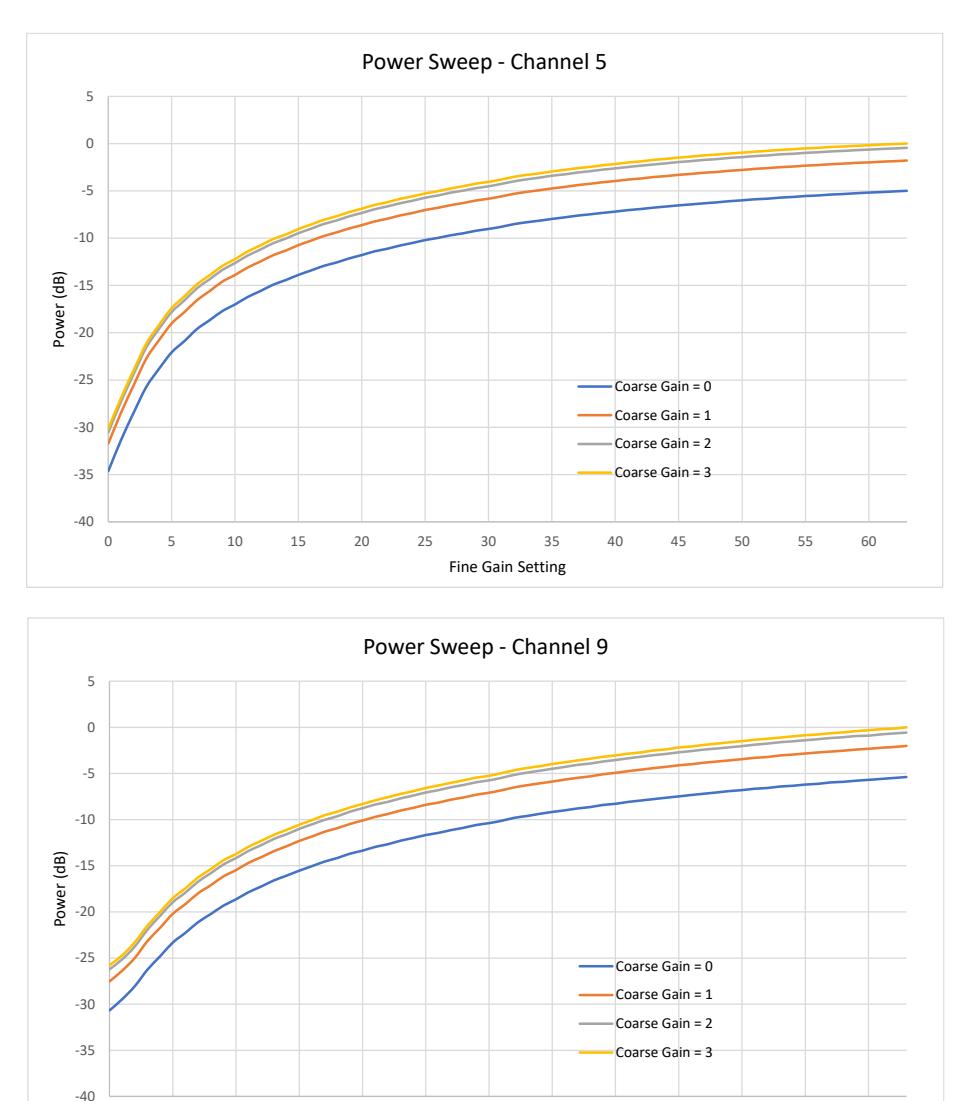 Power Sweep - Channel 5
5
0
-5
-10
-15
-20
-25
-30
-35
-40
Power (dB)
Coarse Gain = 0
Coarse Gain = 1
Coarse Gain = 2
Coarse Gain = 3
0 5 10 15 20 25 30 35 40 45 50 55 60
Fine Gain Setting
Power Sweep - Channel 9
5
0
-5
-10
-15
-20
-25
-30
-35
-40
Power (dB)
Coarse Gain = 0
Coarse Gain = 1
Coarse Gain = 2
Coarse Gain = 3